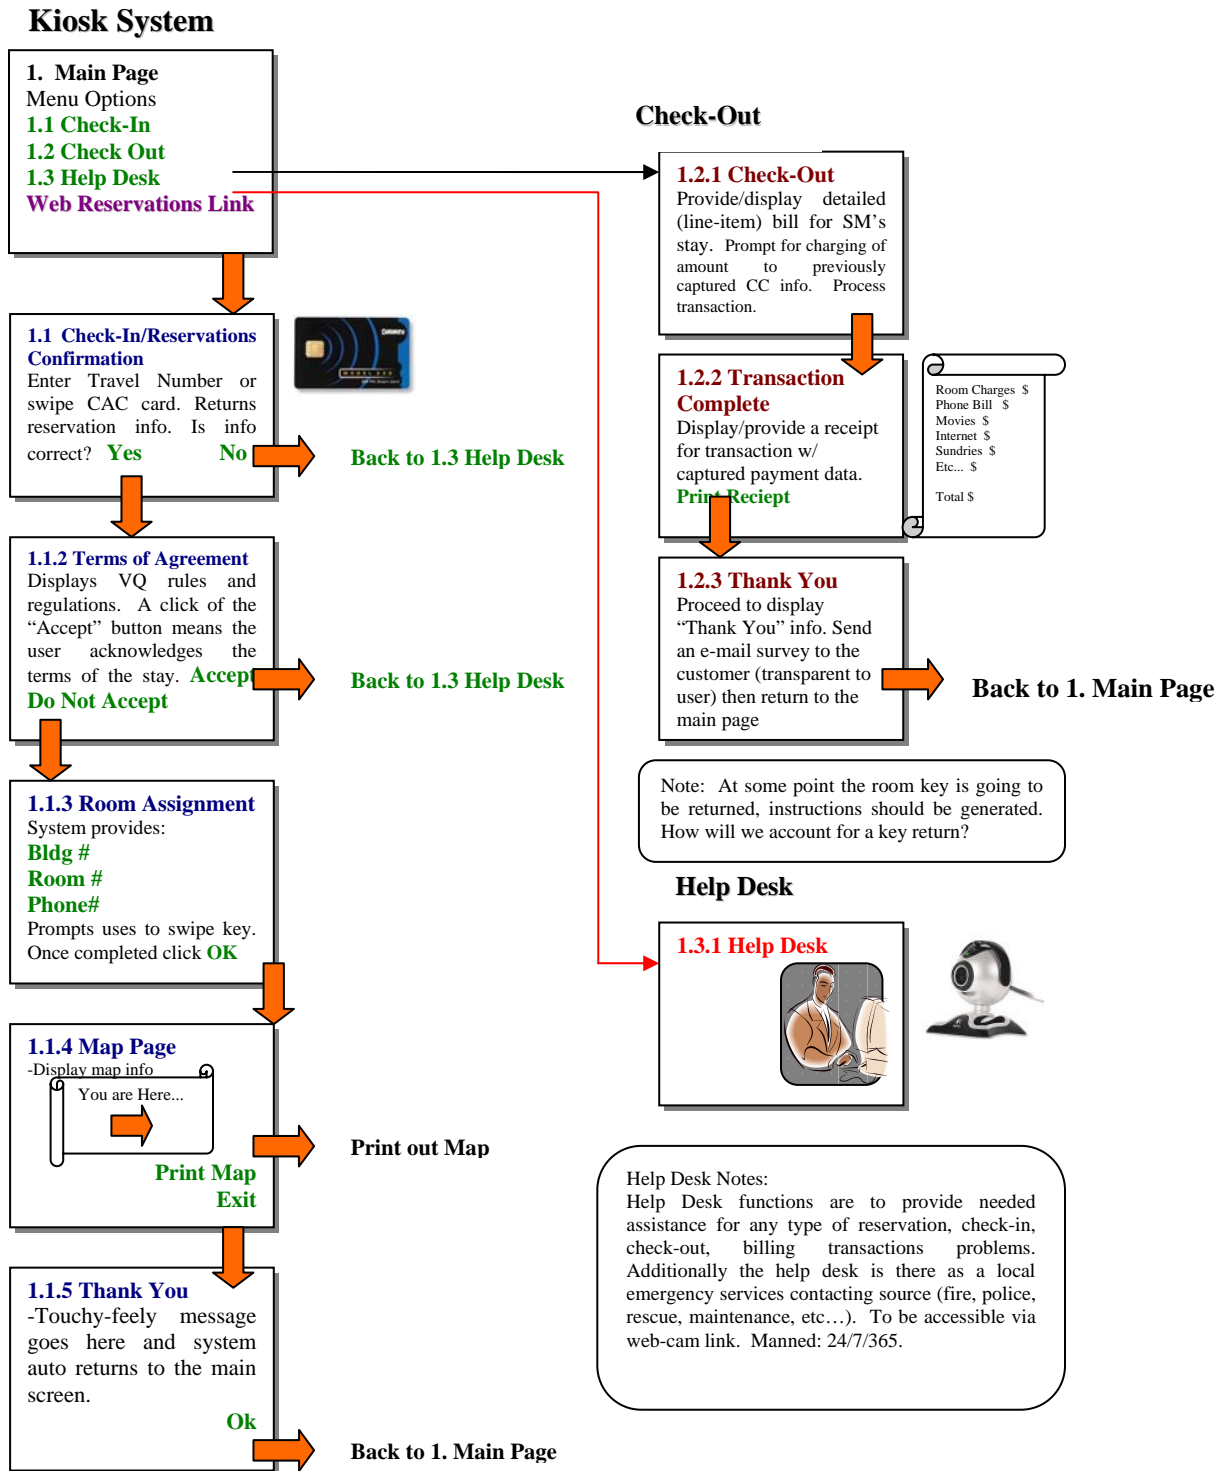 Kiosk System
1. Main Page
Menu Options
1.1 Check-In
1.2 Check Out
1.3 Help Desk
Web Reservations Link
1.1 Check-In/Reservations
Confirmation
Enter Travel Number or
swipe CAC card. Returns
reservation info. Is info
correct? Yes No
Back to 1.3 Help Desk
1.1.2 Terms of Agreement
Displays VQ rules and
regulations. A click of the
“Accept” button means the
user acknowledges the
terms of the stay. Accept
Do Not Accept
Back to 1.3 Help Desk
1.1.3 Room Assignment
System provides:
Bldg #
Room #
Phone#
Prompts uses to swipe key.
Once completed click OK
1.1.4 Map Page
-Display map info
You are Here...
Print Map
Exit
Print out Map
1.1.5 Thank You
-Touchy-feely message
goes here and system
auto returns to the main
screen.
Ok
Back to 1. Main Page
Check-Out
1.2.1 Check-Out
Provide/display detailed
(line-item) bill for SM’s
stay. Prompt for charging of
amount to previously
captured CC info. Process
transaction.
1.2.2 Transaction
Complete
Display/provide a receipt
for transaction w/
captured payment data.
Print Reciept
Room Charges $
Phone Bill $
Movies $
Internet $
Sundries $
Etc... $
Total $
1.2.3 Thank You
Proceed to display
“Thank You” info. Send
an e-mail survey to the
customer (transparent to
user) then return to the
main page
Back to 1. Main Page
Note: At some point the room key is going to
be returned, instructions should be generated.
How will we account for a key return?
Help Desk
1.3.1 Help Desk
Help Desk Notes:
Help Desk functions are to provide needed
assistance for any type of reservation, check-in,
check-out, billing transactions problems.
Additionally the help desk is there as a local
emergency services contacting source (fire, police,
rescue, maintenance, etc…). To be accessible via
web-cam link. Manned: 24/7/365.